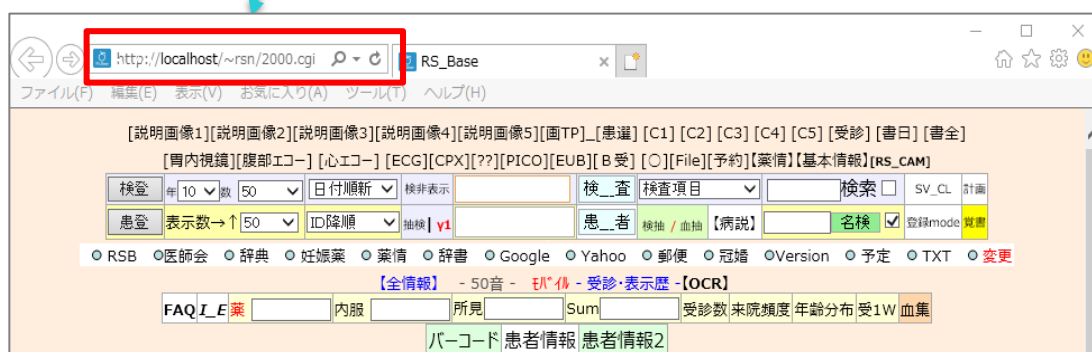 http://localhost/~rsn/2000.cgi RS_Base
ファイル(F) 編集(E) 表示(V) お気に入り(A) ツール(T) ヘルプ(H)
[説明画像1][説明画像2][説明画像3][説明画像4][説明画像5][画TP]_[患選] [C1] [C2] [C3] [C4] [C5] [受診] [書日] [書全]
[胃内視鏡][腹部エコー] [心エコー] [ECG][CPX][??][PICO][EUB][Ｂ受] [○][File][予約]【薬情】【基本情報】[RS_CAM]
検登 年 10 数 50 日付順新 検非表示 検__査 検査項目 検索 SV_CL 計画
患登 表示数→↑ 50 ID降順 抽検 γ1 患__者 検抽 / 血抽 【病説】 名検 登録mode 覚書
RSB 医師会 辞典 妊娠薬 薬情 辞書 Google Yahoo 郵便 冠婚 Version 予定 TXT 変更
【全情報】 - 50音 - ﾓﾊﾞｲﾙ - 受診・表示歴 -【OCR】
FAQ I_E 薬 内服 所見 Sum 受診数 来院頻度 年齢分布 受1W 血集
バーコード 患者情報 患者情報2